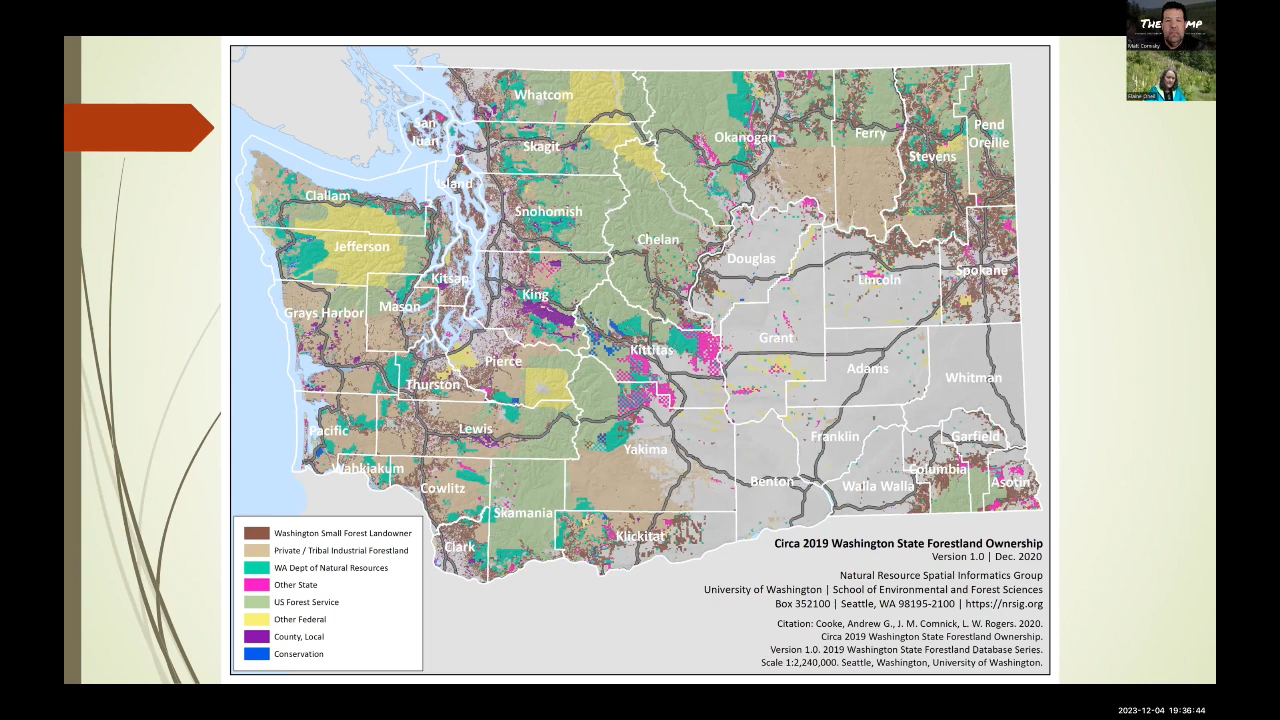 THE
MP
Matt Comisky
Elaine Oneil
Whatcom
San
Juan
Skagit
Okanogan
Ferry
Pend
Oreille
Stevens
Island
Clallam
Snohomish
Jefferson
Chelan
Douglas
Kitsap
Lincoln
Spokane
King
Mason
Grays Harbor
Grant
Kittitas
Pierce
Adams
Whitman
Thurston
Lewis
Pacific
Yakima
Franklin
Garfield
Wahkiakum
Columbia
Cowlitz
Benton
Walla Walla
Asotin
Skamania
Klickitat
Clark
Washington Small Forest Landowner
Private / Tribal Industrial Forestland
WA Dept of Natural Resources
Other State
US Forest Service
Other Federal
County, Local
Conservation
Circa 2019 Washington State Forestland Ownership
Version 1.0 | Dec. 2020
Natural Resource Spatial Informatics Group
University of Washington | School of Environmental and Forest Sciences
Box 352100 | Seattle, WA 98195-2100 | https://nrsig.org
Citation: Cooke, Andrew G., J. M. Comnick, L. W. Rogers. 2020.
Circa 2019 Washington State Forestland Ownership.
Version 1.0. 2019 Washington State Forestland Database Series.
Scale 1:2,240,000. Seattle, Washington, University of Washington.
2023-12-04 19:36:44